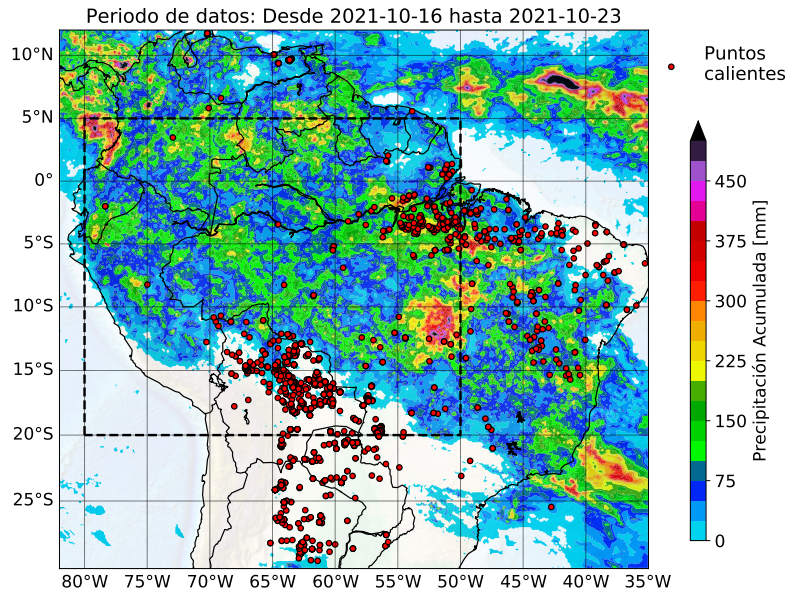 Periodo de datos: Desde 2021-10-16 hasta 2021-10-23
10°N
5°N
0°
5°S
10°S
15°S
20°S
25°S
80°W
75°W
70°W
65°W
60°W
55°W
50°W
45°W
40°W
35°W
Puntos
calientes
450
375
300
225
150
75
0
Precipitación Acumulada [mm]